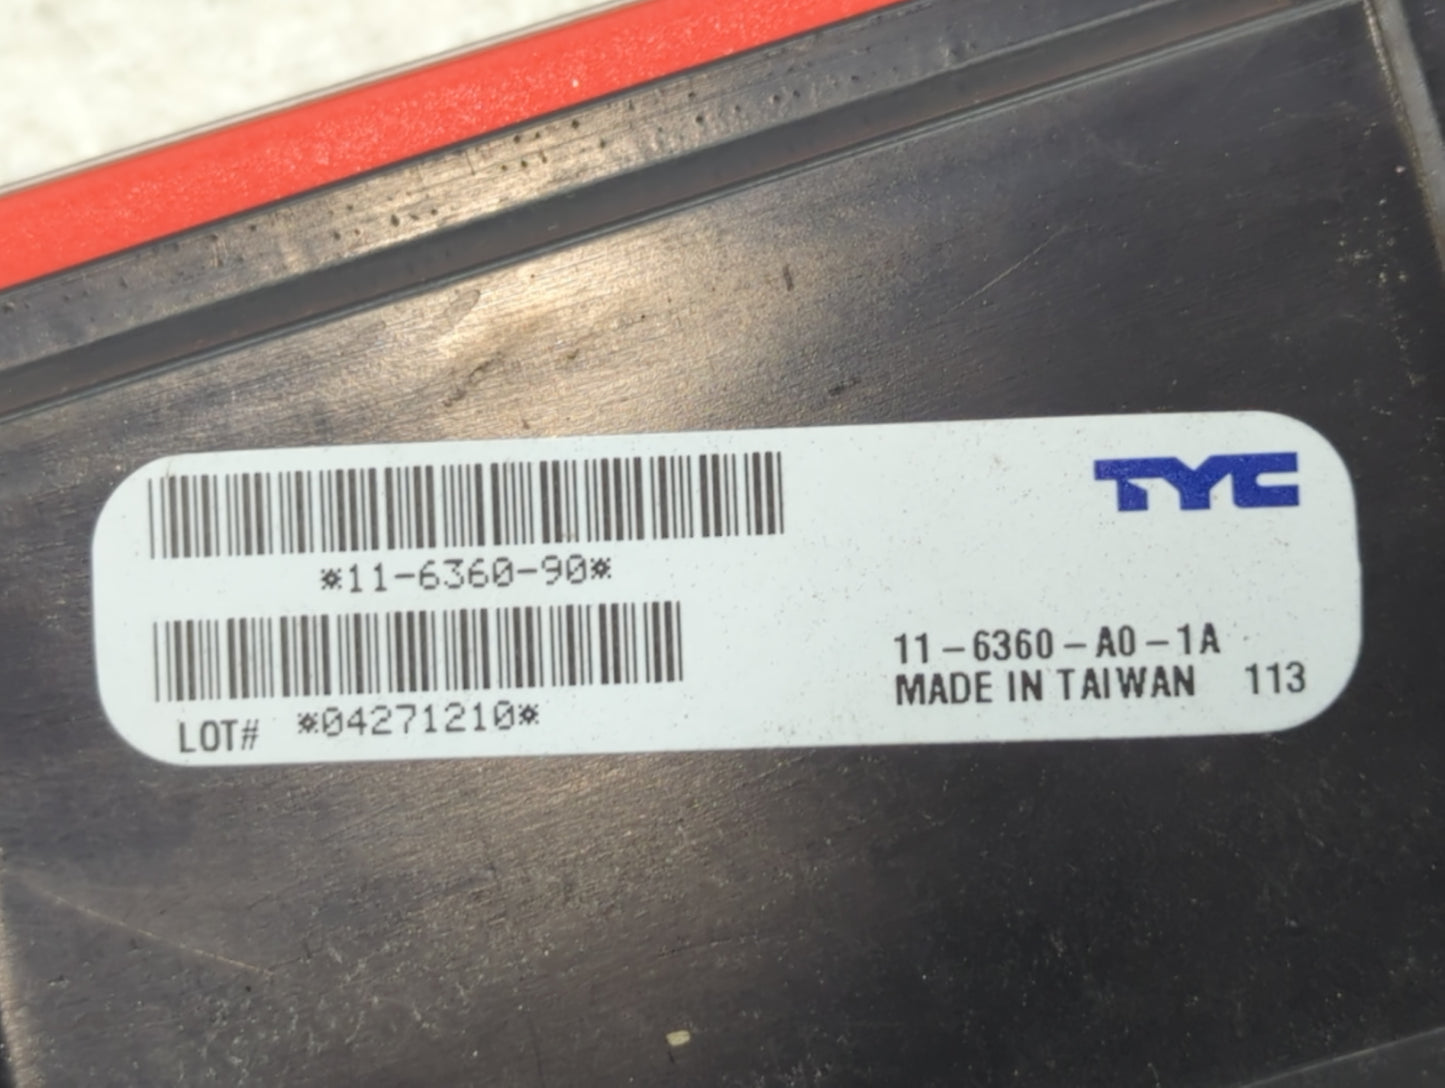 TYC
*11-6360-90*
11-6360-A0-1A
MADE IN TAIWAN 113
LOT# *04271210*